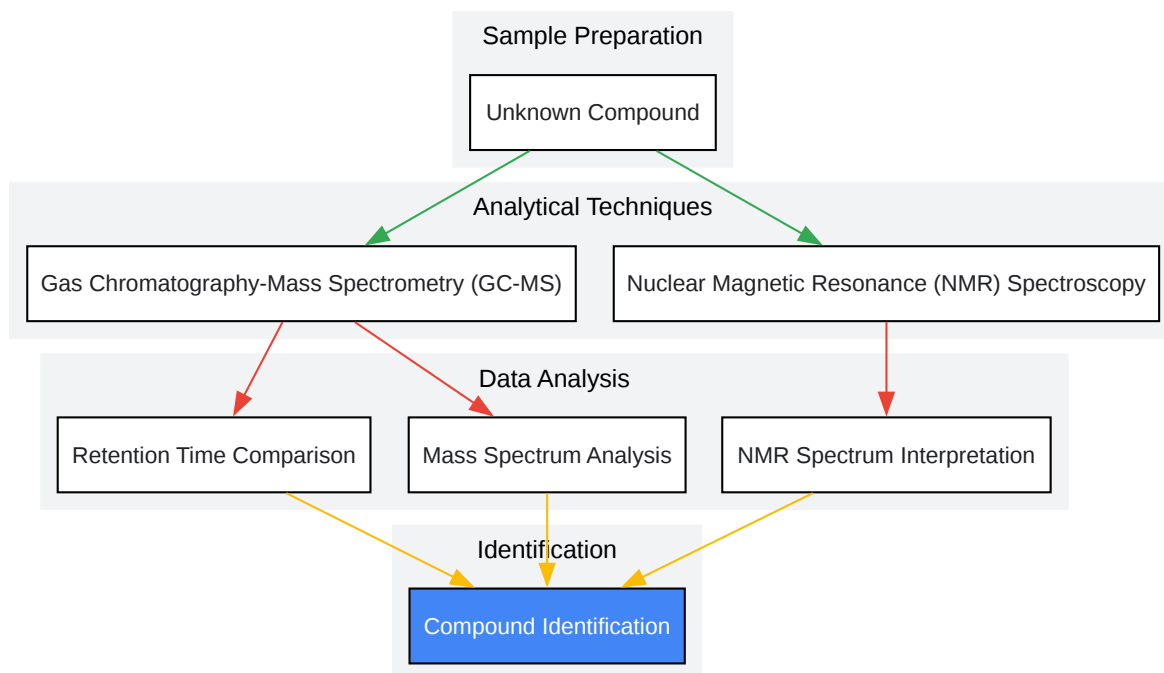 Sample Preparation
Unknown Compound
Analytical Techniques
Gas Chromatography-Mass Spectrometry (GC-MS)
Nuclear Magnetic Resonance (NMR) Spectroscopy
Data Analysis
Retention Time Comparison
Mass Spectrum Analysis
NMR Spectrum Interpretation
Identification
Compound Identification